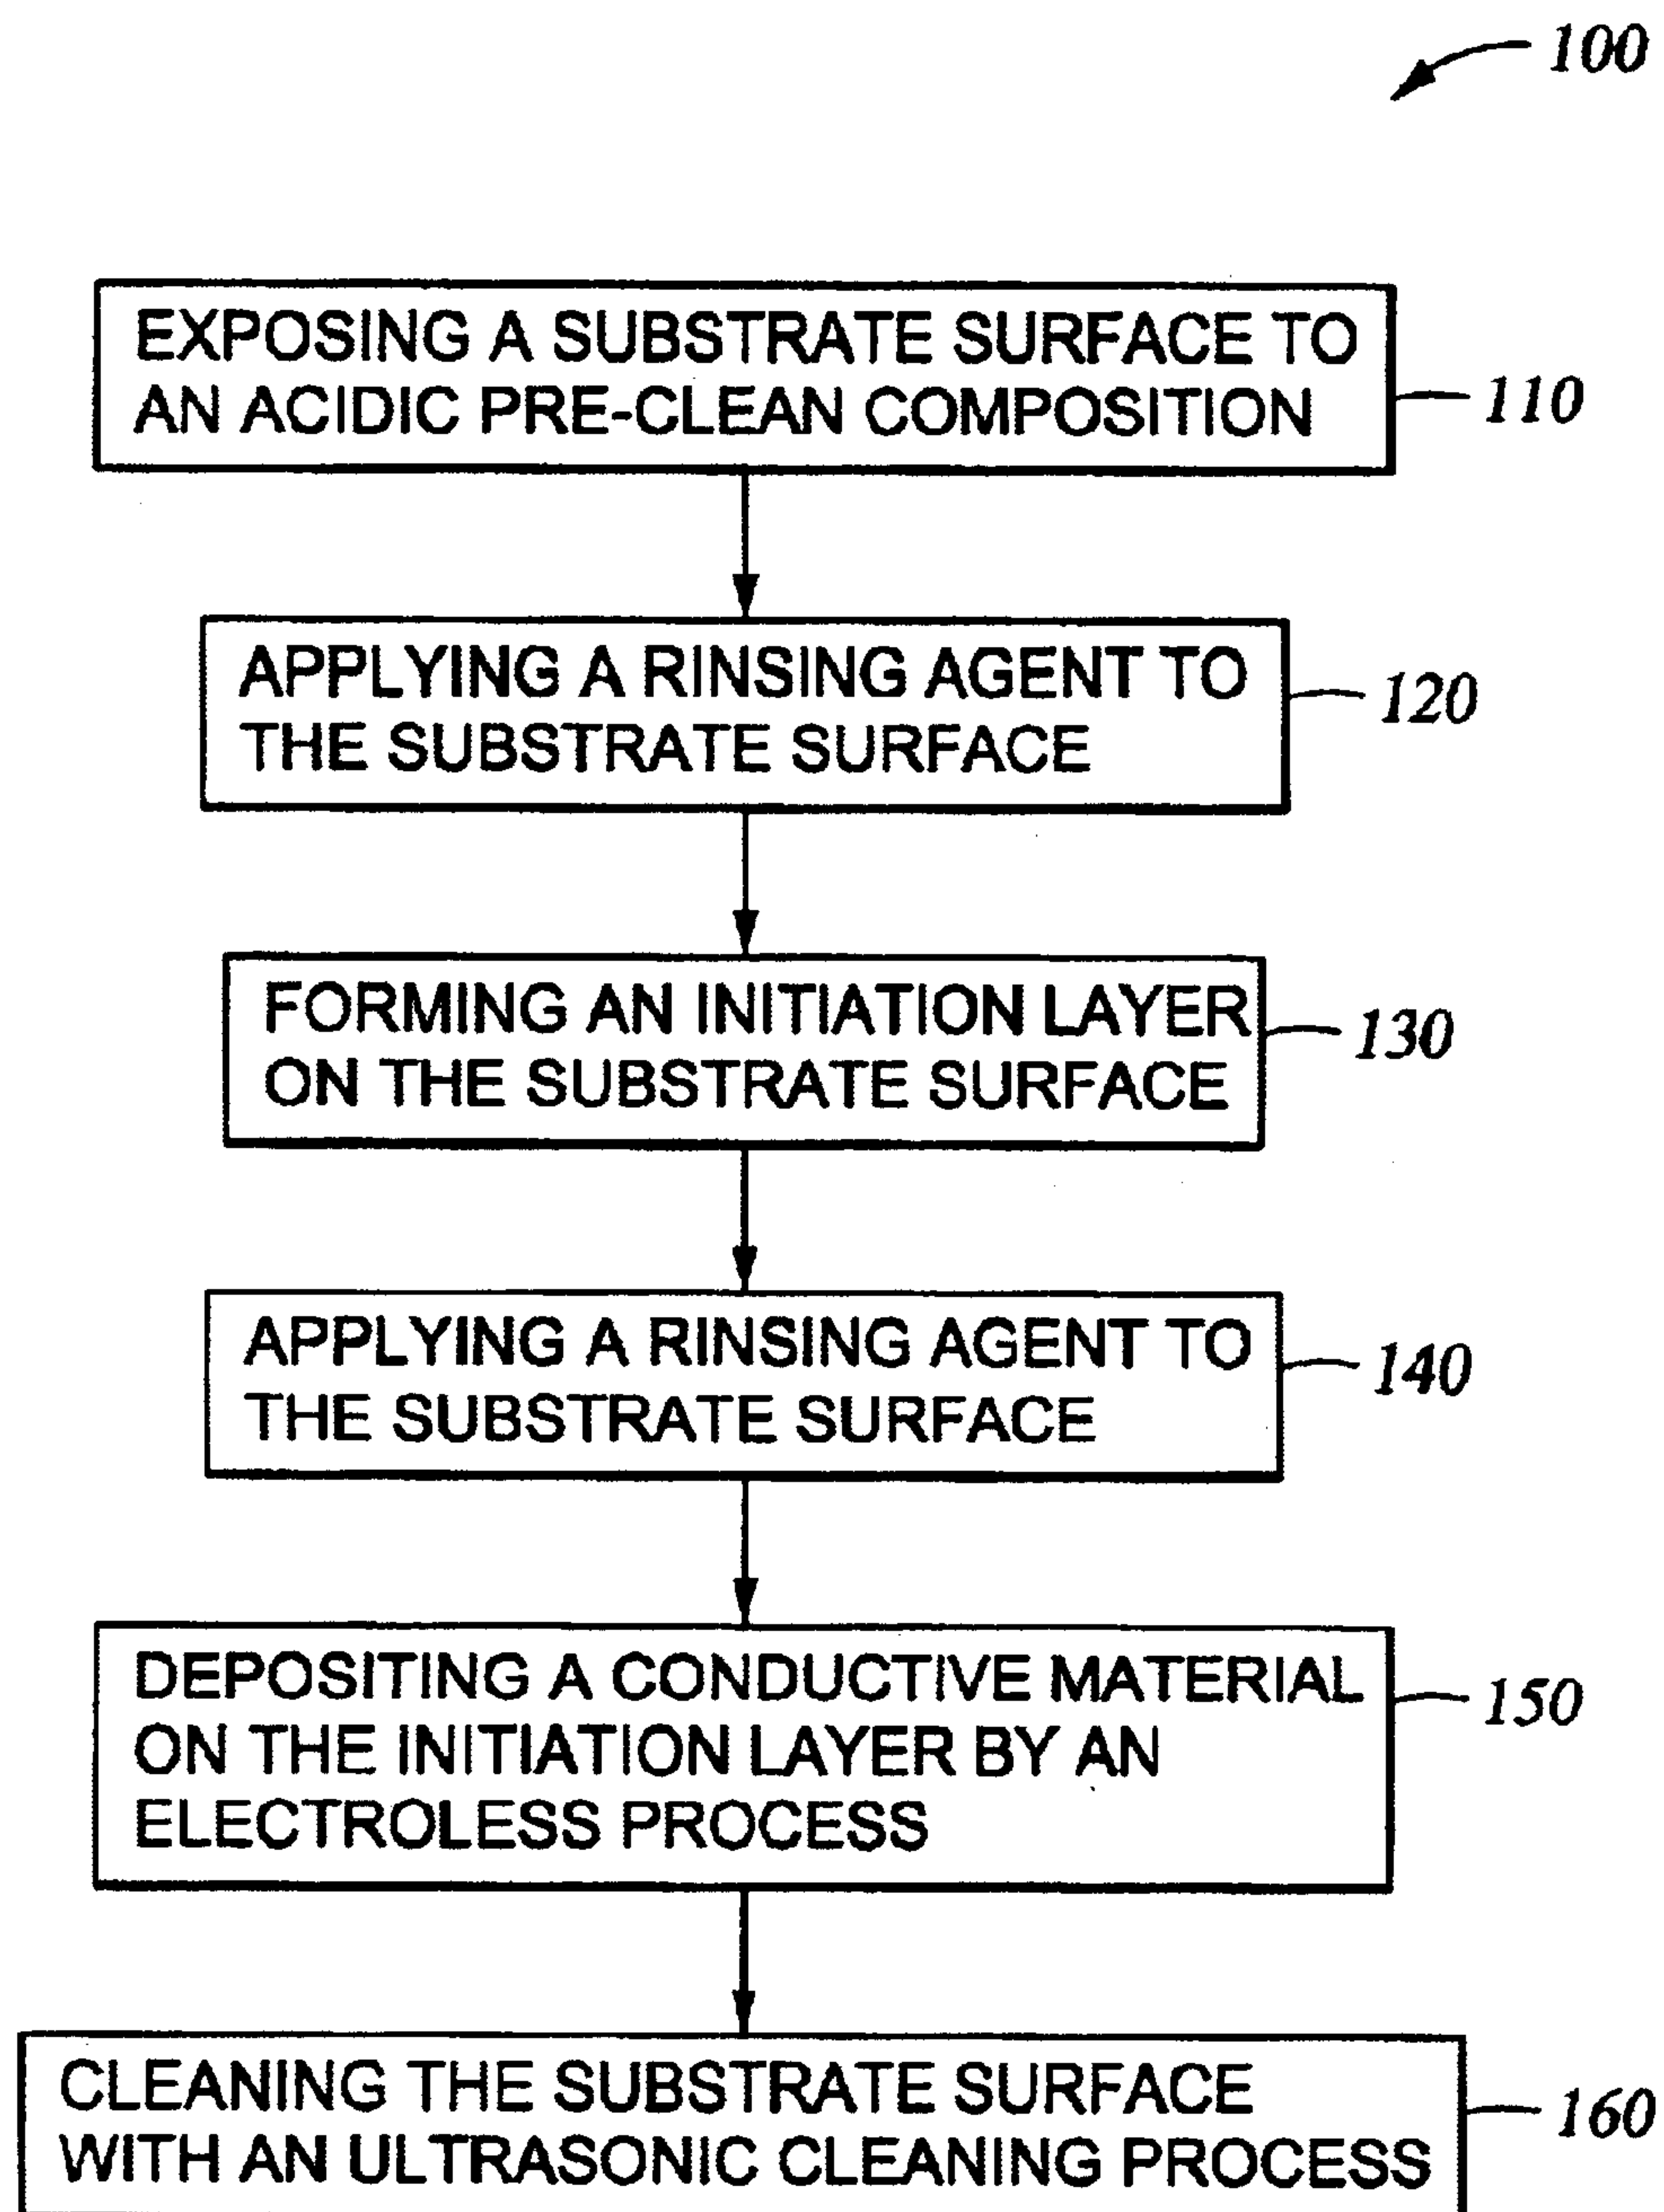 100
EXPOSING A SUBSTRATE SURFACE TO
AN ACIDIC PRE-CLEAN COMPOSITION
110
APPLYING A RINSING AGENT TO
THE SUBSTRATE SURFACE
120
FORMING AN INITIATION LAYER
ON THE SUBSTRATE SURFACE
130
APPLYING A RINSING AGENT TO
THE SUBSTRATE SURFACE
140
DEPOSITING A CONDUCTIVE MATERIAL
ON THE INITIATION LAYER BY AN
ELECTROLESS PROCESS
150
CLEANING THE SUBSTRATE SURFACE
WITH AN ULTRASONIC CLEANING PROCESS
160